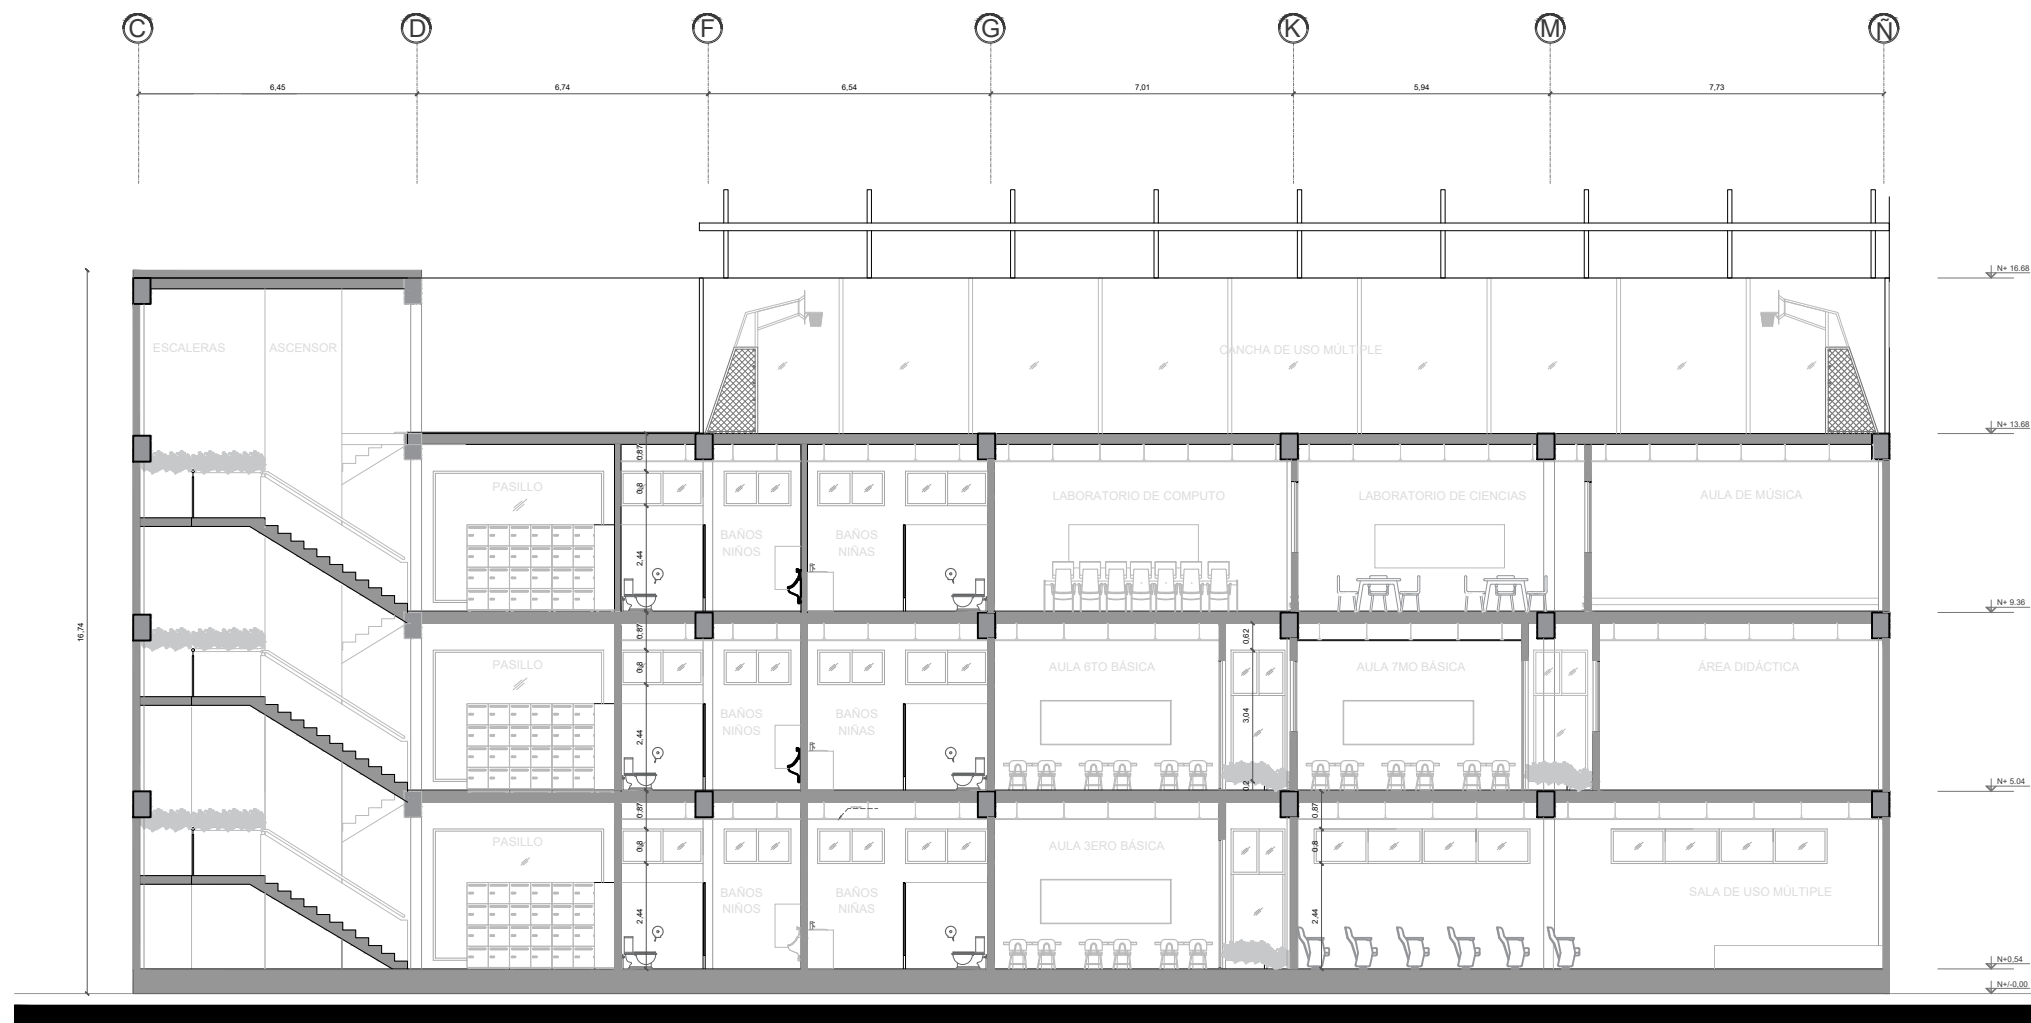 C D F G K M Ñ
6,45 6,74 6,54 7,01 5,94 7,73
N+ 16.68
ESCALERAS ASCENSOR CANCHA DE USO MÚLTIPLE
N+ 13.68
0,87
PASILLO 0,8 LABORATORIO DE COMPUTO LABORATORIO DE CIENCIAS AULA DE MÚSICA
BAÑOS BAÑOS
NIÑOS NIÑAS
2,44
N+ 9.36
16,74
0,87 0,62
PASILLO 0,8 AULA 6TO BÁSICA AULA 7MO BÁSICA ÁREA DIDÁCTICA
BAÑOS BAÑOS 3,04
NIÑOS NIÑAS
2,44
0,2
N+ 5.04
0,87 0,87
PASILLO 0,8 AULA 3ERO BÁSICA 0,8
BAÑOS BAÑOS SALA DE USO MÚLTIPLE
NIÑOS NIÑAS
2,44 2,44
N+0,54
N+/-0,00